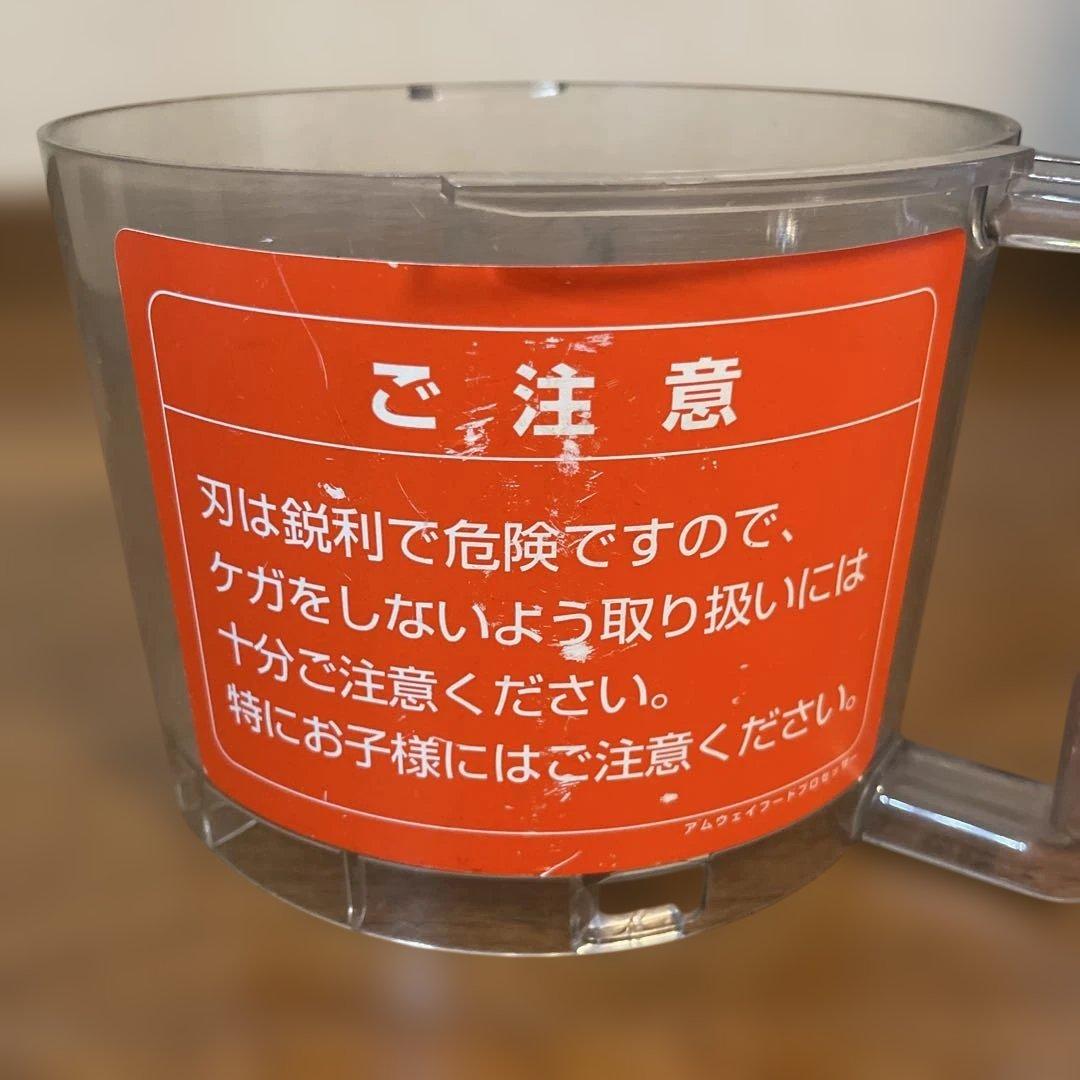 ご注意
刃は鋭利で危険ですので、
ケガをしないよう取り扱いには
十分ご注意ください。
特にお子様にはご注意ください。
アムウェイフードプロセッサー